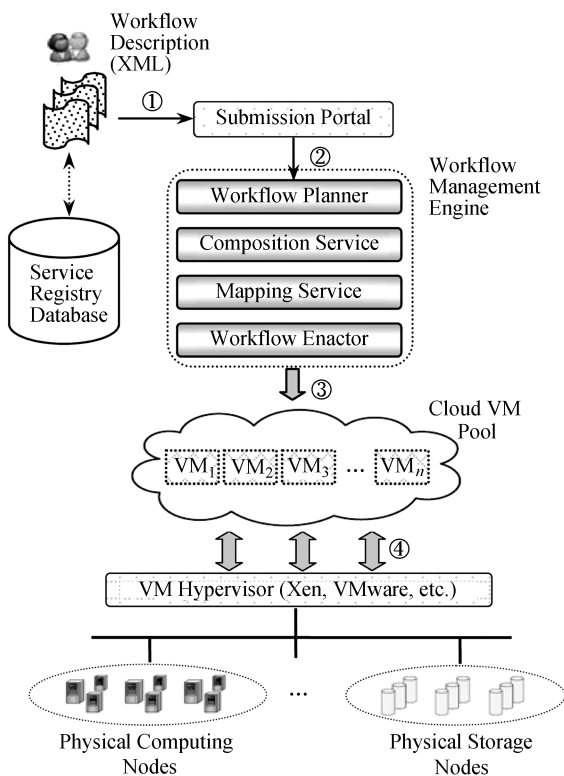 Workflow
Description
(XML)
①
Submission Portal
②
Workflow
Management
Engine
Workflow Planner
Composition Service
Mapping Service
Workflow Enactor
Service
Registry
Database
③
Cloud VM
Pool
VM1 VM2 VM3 ... VMn
④
VM Hypervisor (Xen, VMware, etc.)
...
Physical Computing
Nodes
Physical Storage
Nodes